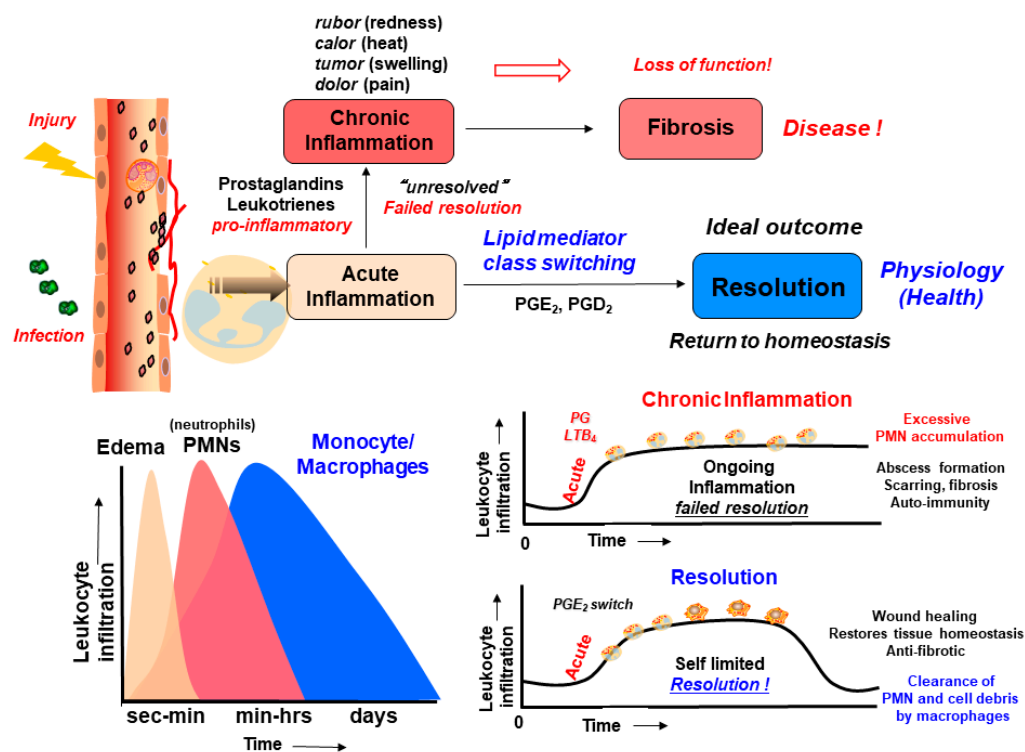 rubor (redness)
calor (heat)
tumor (swelling)
dolor (pain)
Loss of function!
Injury
Chronic
Inflammation
Fibrosis
Disease !
Prostaglandins
Leukotrienes
pro-inflammatory
“unresolved”
Failed resolution
Infection
Acute
Inflammation
Lipid mediator
class switching
PGE2, PGD2
Ideal outcome
Resolution
Return to homeostasis
Physiology
(Health)
Edema
(neutrophils)
PMNs
Monocyte/
Macrophages
Leukocyte
infiltration
sec-min
min-hrs
days
Time
Chronic Inflammation
PG
LTB4
Acute
Ongoing
Inflammation
failed resolution
Leukocyte
infiltration
0
Time
Excessive
PMN accumulation
Abscess formation
Scarring, fibrosis
Auto-immunity
Resolution
PGE2 switch
Acute
Self limited
Resolution !
Leukocyte
infiltration
0
Time
Wound healing
Restores tissue homeostasis
Anti-fibrotic
Clearance of
PMN and cell debris
by macrophages